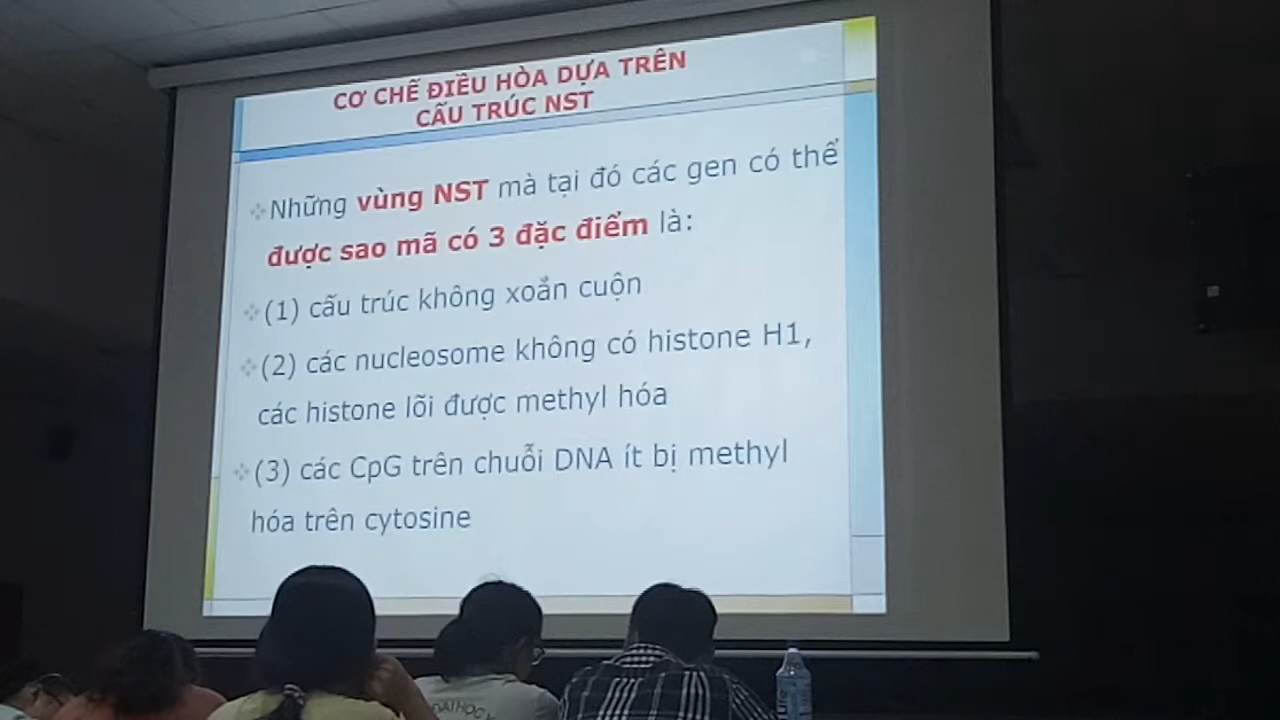 CƠ CHẾ ĐIỀU HÒA DỰA TRÊN
CẤU TRÚC NST
Những vùng NST mà tại đó các gen có thể
được sao mã có 3 đặc điểm là:
(1) cấu trúc không xoắn cuộn
(2) các nucleosome không có histone H1,
các histone lõi được methyl hóa
(3) các CpG trên chuỗi DNA ít bị methyl
hóa trên cytosine